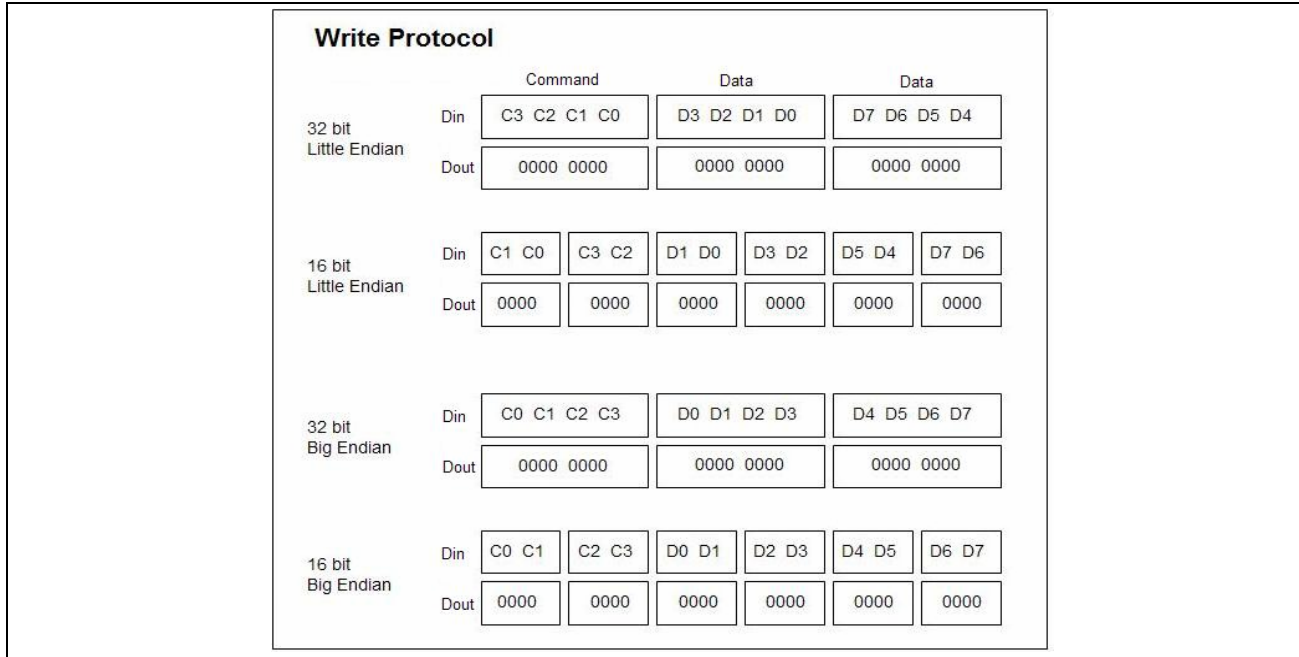 Write Protocol
Command Data Data
32 bit
Little Endian
Din C3 C2 C1 C0 D3 D2 D1 D0 D7 D6 D5 D4
Dout 0000 0000 0000 0000 0000 0000
16 bit
Little Endian
Din C1 C0 C3 C2 D1 D0 D3 D2 D5 D4 D7 D6
Dout 0000 0000 0000 0000 0000 0000
32 bit
Big Endian
Din C0 C1 C2 C3 D0 D1 D2 D3 D4 D5 D6 D7
Dout 0000 0000 0000 0000 0000 0000
16 bit
Big Endian
Din C0 C1 C2 C3 D0 D1 D2 D3 D4 D5 D6 D7
Dout 0000 0000 0000 0000 0000 0000